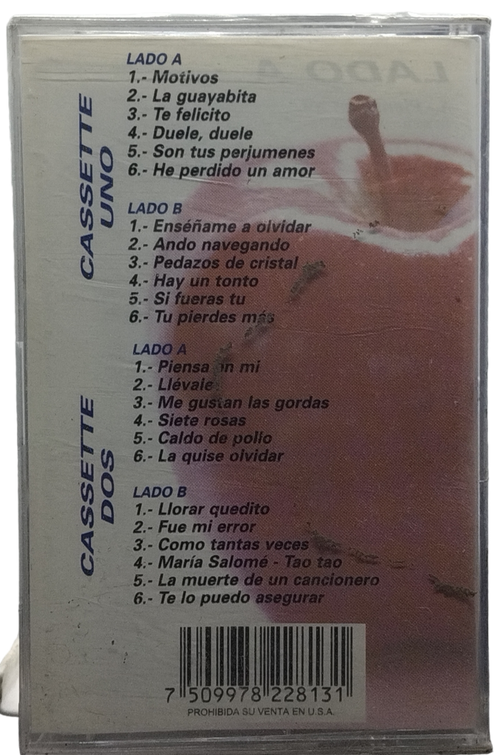 CASSETTE UNO
LADO A
1.- Motivos
2.- La guayabita
3.- Te felicito
4.- Duele, duele
5.- Son tus perjumenes
6.- He perdido un amor
LADO B
1.- Enséñame a olvidar
2.- Ando navegando
3.- Pedazos de cristal
4.- Hay un tonto
5.- Si fueras tu
6.- Tu pierdes más
CASSETTE DOS
LADO A
1.- Piensa en mi
2.- Llévale
3.- Me gustan las gordas
4.- Siete rosas
5.- Caldo de pollo
6.- La quise olvidar
LADO B
1.- Llorar quedito
2.- Fue mi error
3.- Como tantas veces
4.- María Salomé - Tao tao
5.- La muerte de un cancionero
6.- Te lo puedo asegurar
7 509978 228131
PROHIBIDA SU VENTA EN U.S.A.